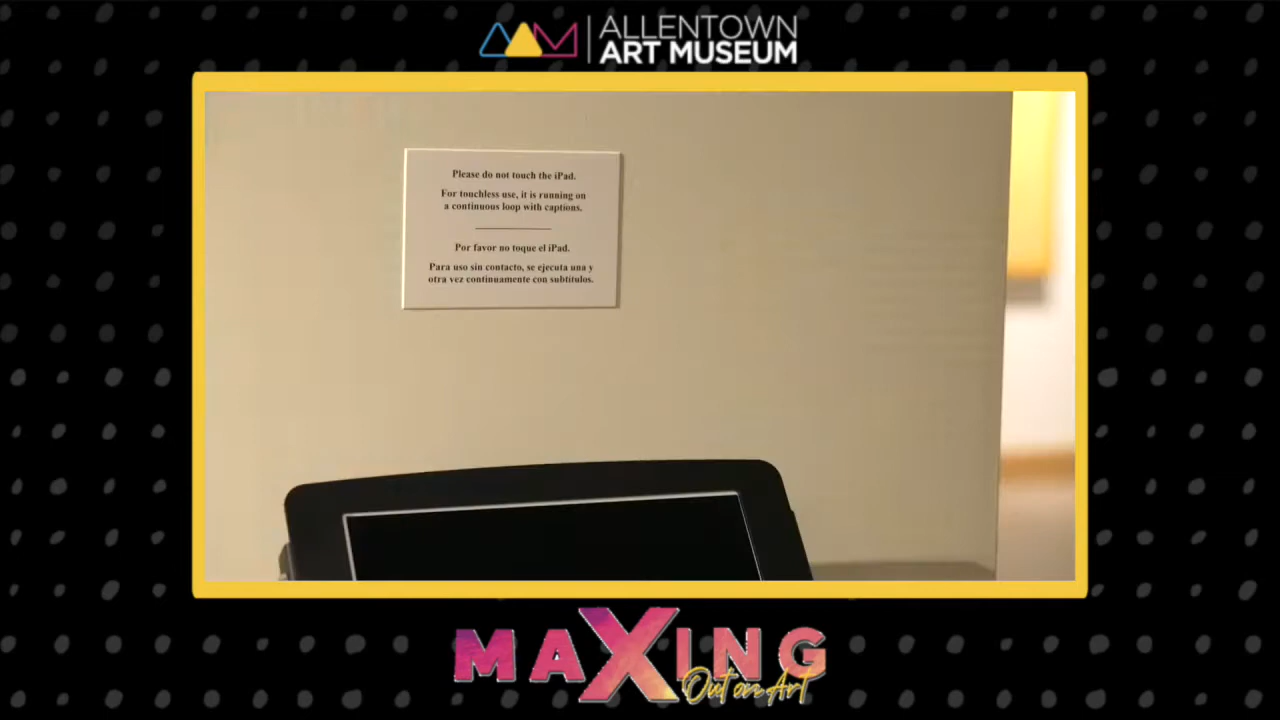 ALLENTOWN
ART MUSEUM
Please do not touch the iPad.
For touchless use, it is running on
a continuous loop with captions.
Por favor no toque el iPad.
Para uso sin contacto, se ejecuta una y
otra vez continuamente con subtítulos.
MAXING
Out on Art